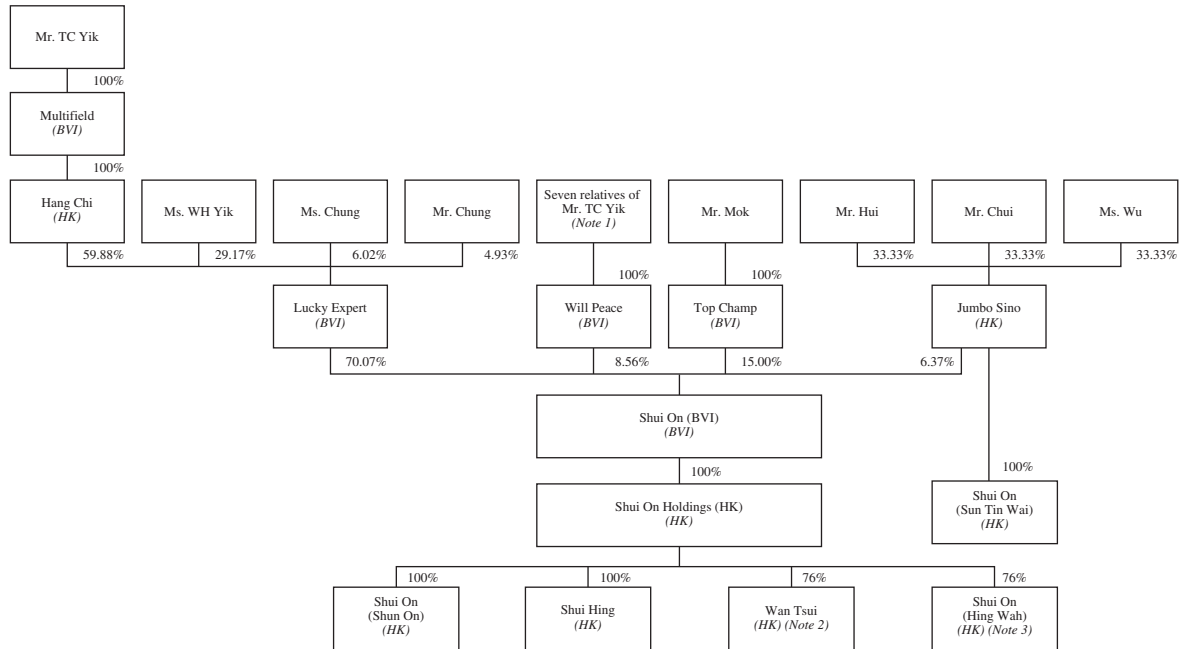 Mr. TC Yik
100%
Multifield
(BVI)
100%
Hang Chi
(HK)
Ms. WH Yik
Ms. Chung
Mr. Chung
Seven relatives of
Mr. TC Yik
(Note 1)
Mr. Mok
Mr. Hui
Mr. Chui
Ms. Wu
59.88%
29.17%
6.02%
4.93%
100%
100%
33.33%
33.33%
33.33%
Lucky Expert
(BVI)
Will Peace
(BVI)
Top Champ
(BVI)
Jumbo Sino
(HK)
70.07%
8.56%
15.00%
6.37%
Shui On (BVI)
(BVI)
100%
100%
Shui On Holdings (HK)
(HK)
Shui On
(Sun Tin Wai)
(HK)
100%
100%
76%
76%
Shui On
(Shun On)
(HK)
Shui Hing
(HK)
Wan Tsui
(HK) (Note 2)
Shui On
(Hing Wah)
(HK) (Note 3)